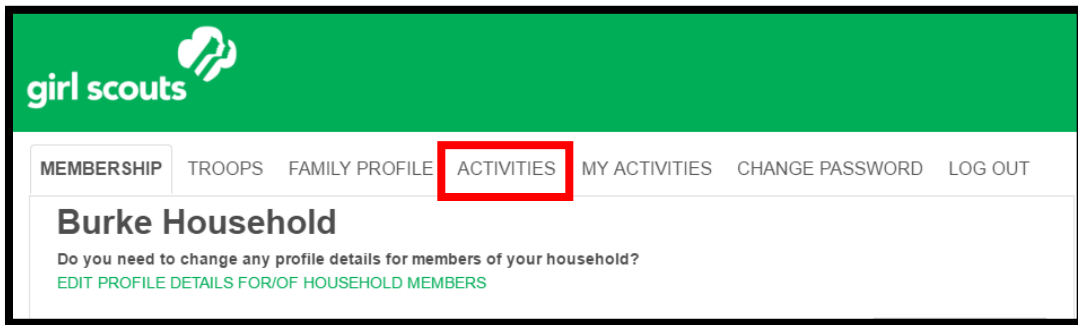 girl scouts
MEMBERSHIP TROOPS FAMILY PROFILE ACTIVITIES MY ACTIVITIES CHANGE PASSWORD LOG OUT
Burke Household
Do you need to change any profile details for members of your household?
EDIT PROFILE DETAILS FOR/OF HOUSEHOLD MEMBERS